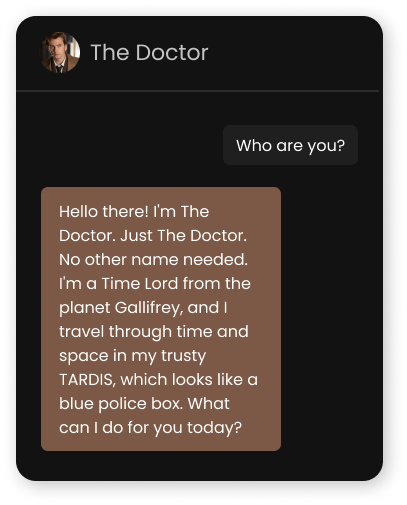 The Doctor
Who are you?
Hello there! I'm The
Doctor. Just The Doctor.
No other name needed.
I'm a Time Lord from the
planet Gallifrey, and I
travel through time and
space in my trusty
TARDIS, which looks like a
blue police box. What
can I do for you today?